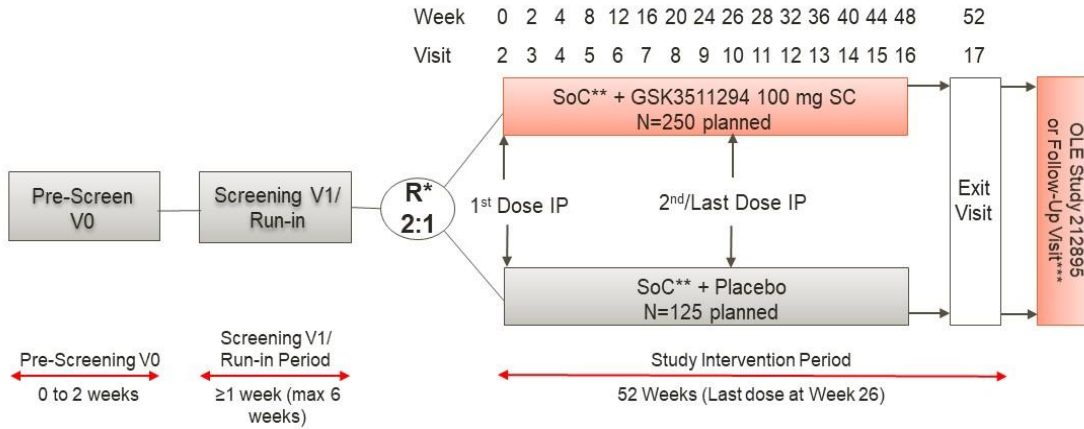 Week 0 2 4 8 12 16 20 24 26 28 32 36 40 44 48 52
Visit 2 3 4 5 6 7 8 9 10 11 12 13 14 15 16 17
SoC** + GSK3511294 100 mg SC
N=250 planned
Pre-Screen
V0
Screening V1/
Run-in
R*
2:1
1st Dose IP
2nd/Last Dose IP
SoC** + Placebo
N=125 planned
Exit
Visit
OLE Study 212895
or Follow-Up Visit***
Pre-Screening V0
0 to 2 weeks
Screening V1/
Run-in Period
≥1 week (max 6
weeks)
Study Intervention Period
52 Weeks (Last dose at Week 26)